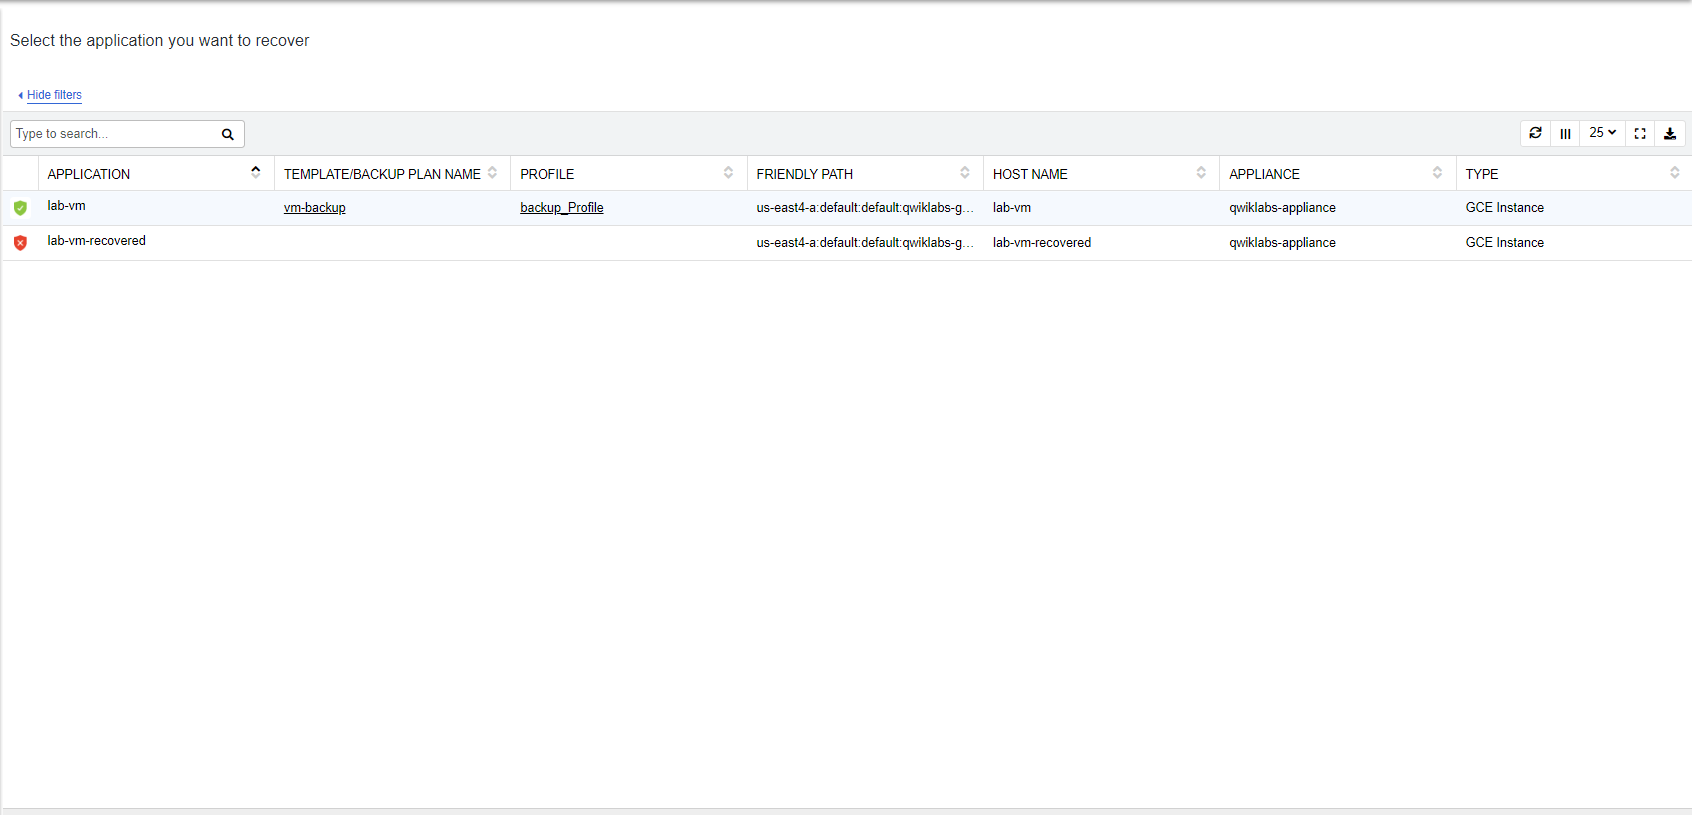 Select the application you want to recover
Hide filters
Type to search...
25
APPLICATION TEMPLATE/BACKUP PLAN NAME PROFILE FRIENDLY PATH HOST NAME APPLIANCE TYPE
lab-vm vm-backup backup_Profile us-east4-a:default:default:qwiklabs-g... lab-vm qwiklabs-appliance GCE Instance
lab-vm-recovered us-east4-a:default:default:qwiklabs-g... lab-vm-recovered qwiklabs-appliance GCE Instance